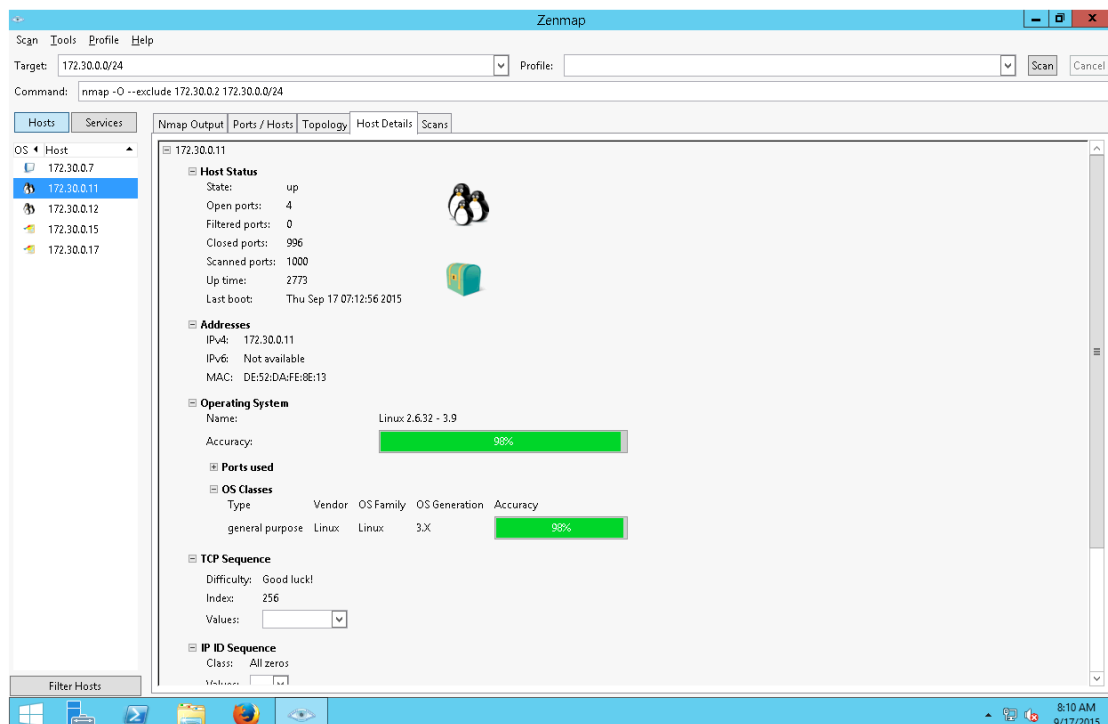 Zenmap
Scan Tools Profile Help
Target: 172.30.0.0/24 Profile: Scan Cancel
Command: nmap -O --exclude 172.30.0.2 172.30.0.0/24
Hosts Services
Nmap Output Ports / Hosts Topology Host Details Scans
OS Host
172.30.0.7
172.30.0.11
172.30.0.12
172.30.0.15
172.30.0.17
Filter Hosts
172.30.0.11
Host Status
State: up
Open ports: 4
Filtered ports: 0
Closed ports: 996
Scanned ports: 1000
Up time: 2773
Last boot: Thu Sep 17 07:12:56 2015
Addresses
IPv4: 172.30.0.11
IPv6: Not available
MAC: DE:52:DA:FE:8E:13
Operating System
Name: Linux 2.6.32 - 3.9
Accuracy: 98%
Ports used
OS Classes
Type Vendor OS Family OS Generation Accuracy
general purpose Linux Linux 3.X 98%
TCP Sequence
Difficulty: Good luck!
Index: 256
Values:
IP ID Sequence
Class: All zeros
Values:
8:10 AM
9/17/2015